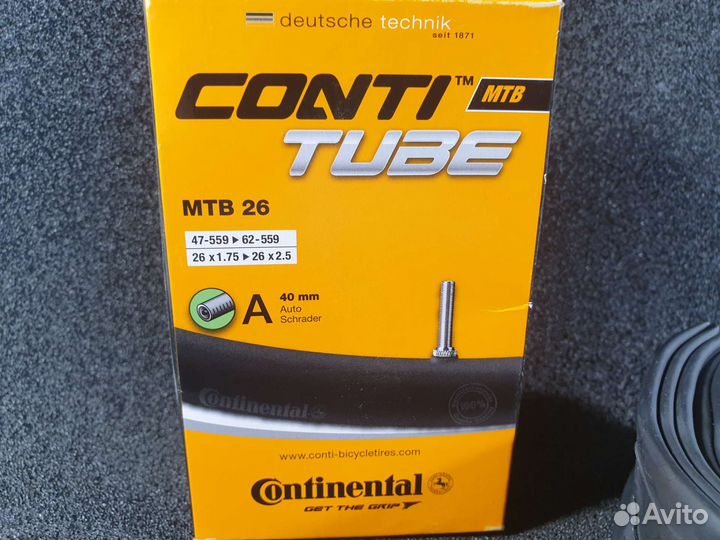 deutsche technik
seit 1871
CONTI™ MTB
TUBE
MTB 26
47-559 ▸ 62-559
26 x 1.75 ▸ 26 x 2.5
A 40 mm
Auto
Schrader
Continental
100%
www.conti-bicycletires.com
Continental
GET THE GRIP
Avito